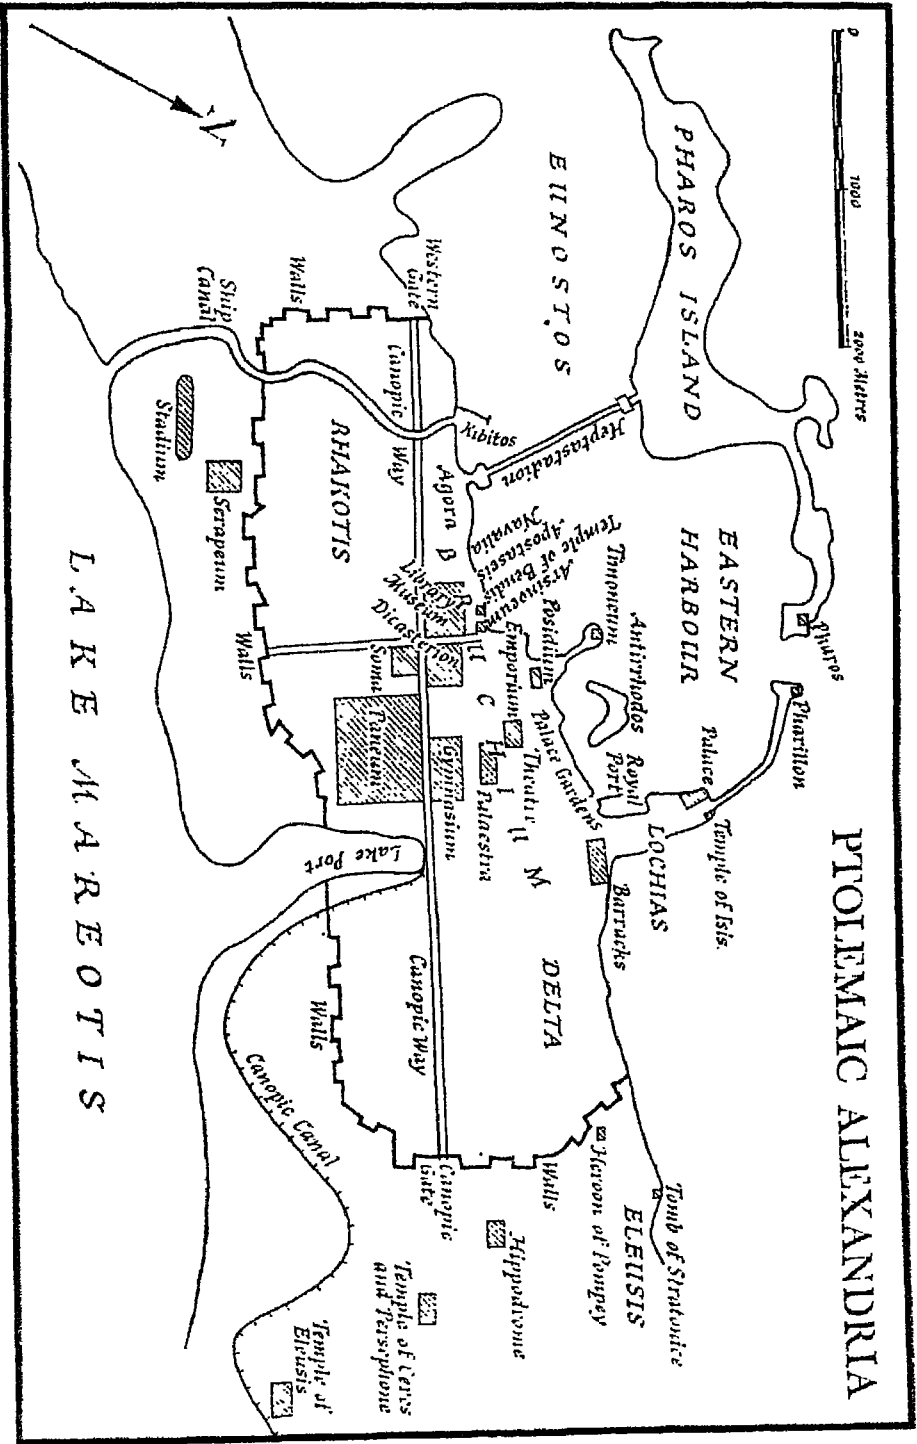 PTOLEMAIC ALEXANDRIA
0 1000 2000 Metres
N
PHAROS ISLAND
EUNOSTOS
EASTERN
HARBOUR
Pharos
Pharillon
Heptastadion
Kibitos
Timoneum
Antirrhodos
Royal
Port
Palace
Temple of Isis.
LOCHIAS
Barracks
Palace Gardens
Posidium
Emporium
Theatre
Arsinoeum
Temple of Bendis
Apostaseis
Navalia
Agora
BRUCHIUM
DELTA
Western
Gate
Walls
Ship
Canal
Canopic Way
RHAKOTIS
Library
Museum
Dicasterion
Soma
Paneum
Gymnasium
Palaestra
Stadium
Serapeum
Walls
Lake Port
Canopic Way
Walls
Canopic Canal
Canopic
Gate
Walls
Heroon of Pompey
Tomb of Stratonice
ELEUSIS
Hippodrome
Temple of Ceres
and Persephone
Temple of
Eleusis
LAKE MAREOTIS